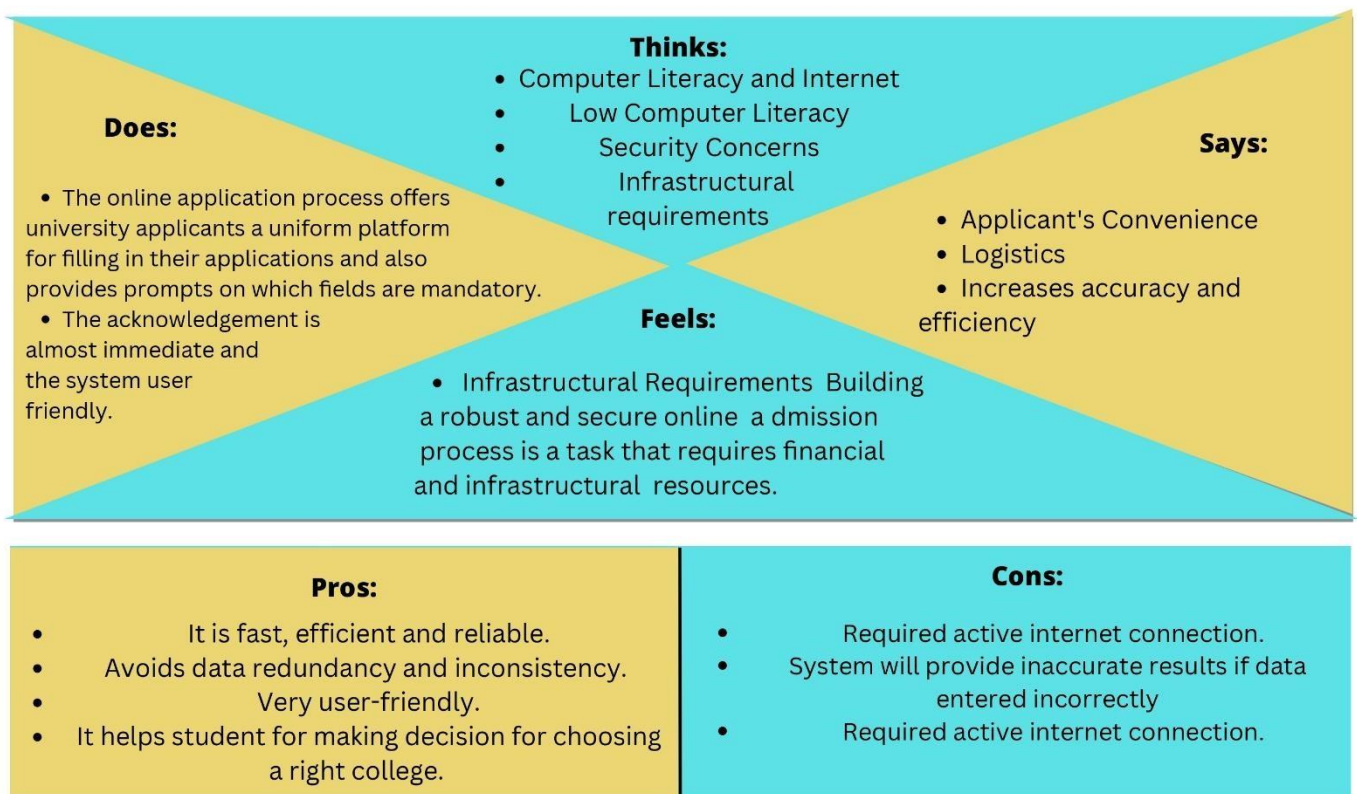 Thinks:
• Computer Literacy and Internet
• Low Computer Literacy
• Security Concerns
• Infrastructural
requirements
Does:
• The online application process offers
university applicants a uniform platform
for filling in their applications and also
provides prompts on which fields are mandatory.
• The acknowledgement is
almost immediate and
the system user
friendly.
Says:
• Applicant's Convenience
• Logistics
• Increases accuracy and
efficiency
Feels:
• Infrastructural Requirements Building
a robust and secure online a dmission
process is a task that requires financial
and infrastructural resources.
Pros:
• It is fast, efficient and reliable.
• Avoids data redundancy and inconsistency.
• Very user-friendly.
• It helps student for making decision for choosing
a right college.
Cons:
• Required active internet connection.
• System will provide inaccurate results if data
entered incorrectly
• Required active internet connection.